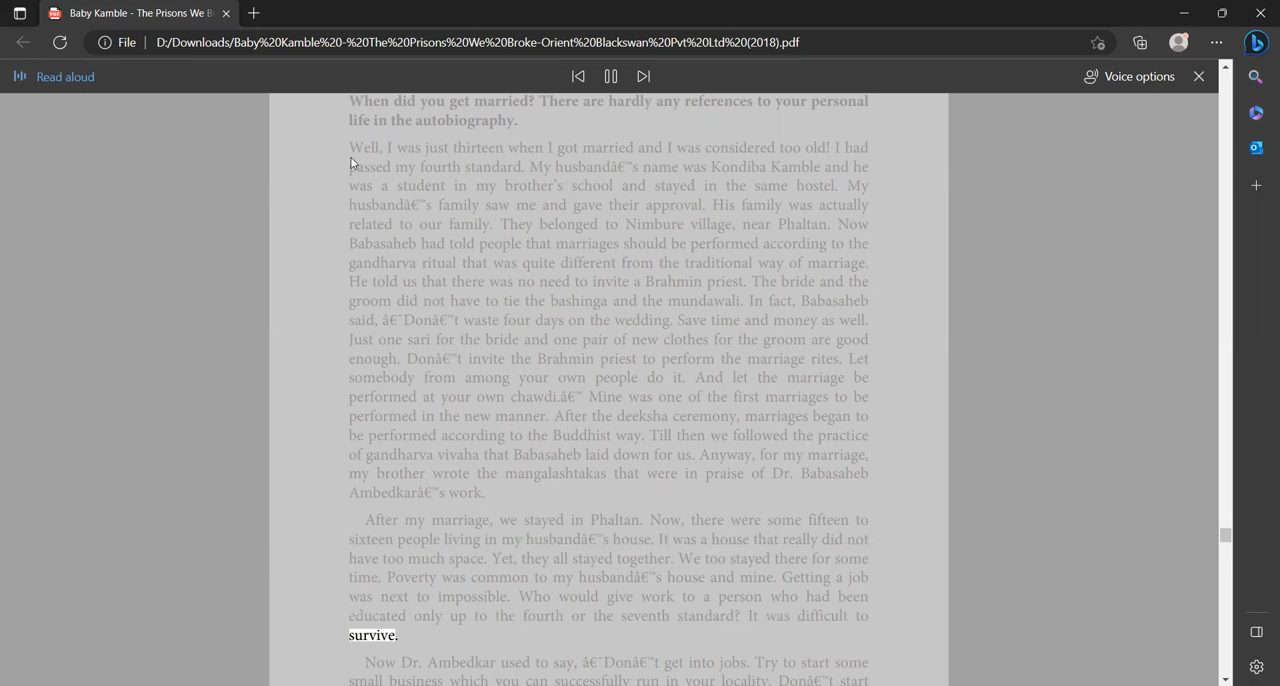 Baby Kamble - The Prisons We B
File
D:/Downloads/Baby%20Kamble%20-%20The%20Prisons%20We%20Broke-Orient%20Blackswan%20Pvt%20Ltd%20(2018).pdf
Read aloud
Voice options
When did you get married? There are hardly any references to your personal
life in the autobiography.
Well, I was just thirteen when I got married and I was considered too old! I had
passed my fourth standard. My husbandâ€™s name was Kondiba Kamble and he
was a student in my brother’s school and stayed in the same hostel. My
husbandâ€™s family saw me and gave their approval. His family was actually
related to our family. They belonged to Nimbure village, near Phaltan. Now
Babasaheb had told people that marriages should be performed according to the
gandharva ritual that was quite different from the traditional way of marriage.
He told us that there was no need to invite a Brahmin priest. The bride and the
groom did not have to tie the bashinga and the mundawali. In fact, Babasaheb
said, â€˜Donâ€™t waste four days on the wedding. Save time and money as well.
Just one sari for the bride and one pair of new clothes for the groom are good
enough. Donâ€™t invite the Brahmin priest to perform the marriage rites. Let
somebody from among your own people do it. And let the marriage be
performed at your own chawdi.â€™ Mine was one of the first marriages to be
performed in the new manner. After the deeksha ceremony, marriages began to
be performed according to the Buddhist way. Till then we followed the practice
of gandharva vivaha that Babasaheb laid down for us. Anyway, for my marriage,
my brother wrote the mangalashtakas that were in praise of Dr. Babasaheb
Ambedkarâ€™s work.
After my marriage, we stayed in Phaltan. Now, there were some fifteen to
sixteen people living in my husbandâ€™s house. It was a house that really did not
have too much space. Yet, they all stayed together. We too stayed there for some
time. Poverty was common to my husbandâ€™s house and mine. Getting a job
was next to impossible. Who would give work to a person who had been
educated only up to the fourth or the seventh standard? It was difficult to
survive.
Now Dr. Ambedkar used to say, â€˜Donâ€™t get into jobs. Try to start some
small business which you can successfully run in your locality. Donâ€™t start